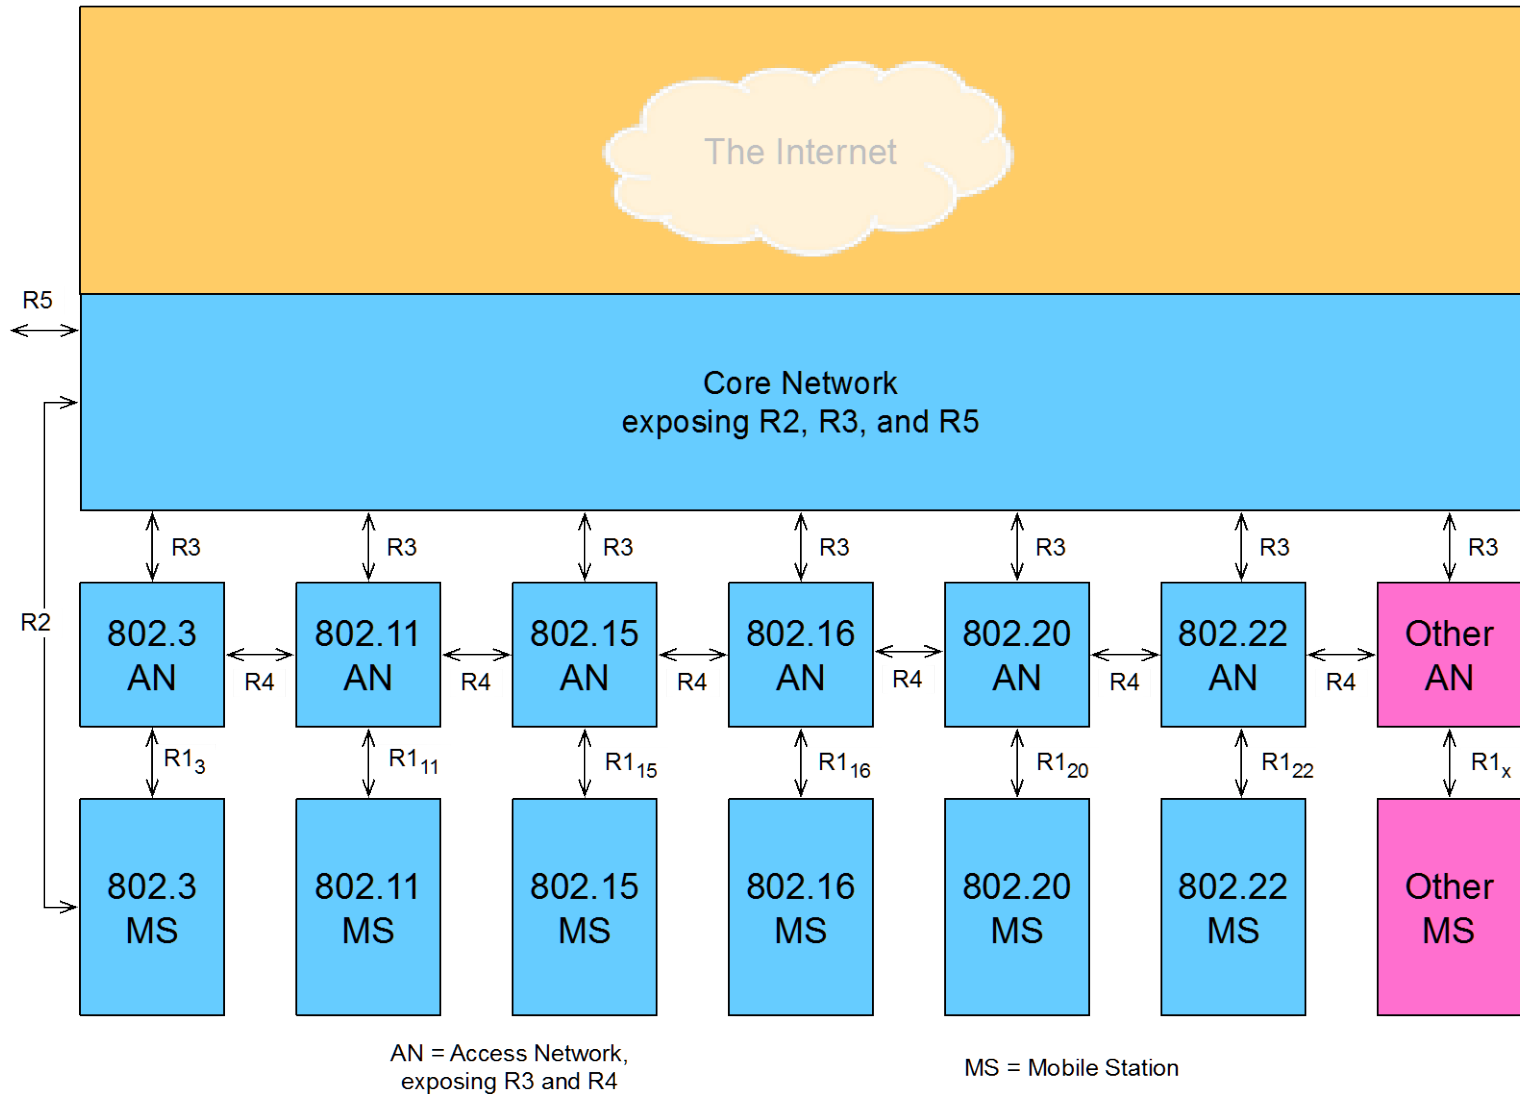 The Internet
R5
Core Network
exposing R2, R3, and R5
R3 R3 R3 R3 R3 R3 R3
R2
802.3 802.11 802.15 802.16 802.20 802.22 Other
AN AN AN AN AN AN AN
R4 R4 R4 R4 R4 R4
R1₃ R1₁₁ R1₁₅ R1₁₆ R1₂₀ R1₂₂ R1ₓ
802.3 802.11 802.15 802.16 802.20 802.22 Other
MS MS MS MS MS MS MS
AN = Access Network,
exposing R3 and R4
MS = Mobile Station